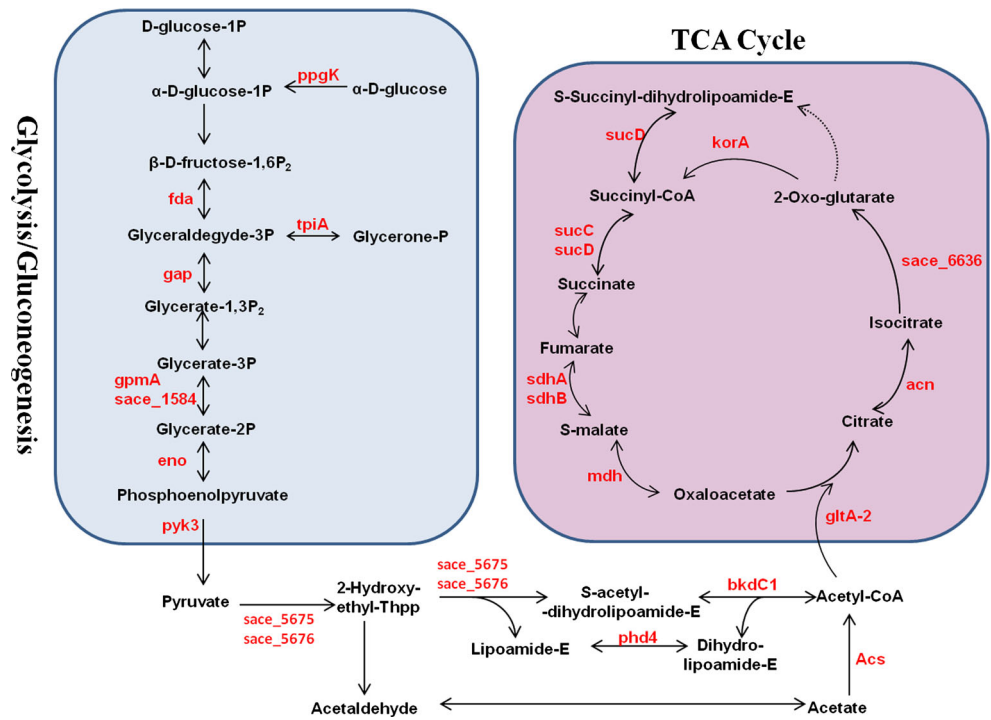 Glycolysis/Gluconeogenesis
D-glucose-1P
α-D-glucose-1P
ppgK
α-D-glucose
β-D-fructose-1,6P₂
fda
Glyceraldegyde-3P
tpiA
Glycerone-P
gap
Glycerate-1,3P₂
Glycerate-3P
gpmA
sace_1584
Glycerate-2P
eno
Phosphoenolpyruvate
pyk3
TCA Cycle
S-Succinyl-dihydrolipoamide-E
sucD
korA
Succinyl-CoA
2-Oxo-glutarate
sucC
sucD
sace_6636
Succinate
Isocitrate
Fumarate
sdhA
sdhB
acn
Citrate
S-malate
mdh
Oxaloacetate
gltA-2
Pyruvate
sace_5675
sace_5676
2-Hydroxy-
ethyl-Thpp
sace_5675
sace_5676
S-acetyl-
-dihydrolipoamide-E
bkdC1
Acetyl-CoA
Lipoamide-E
phd4
Dihydro-
lipoamide-E
Acs
Acetaldehyde
Acetate